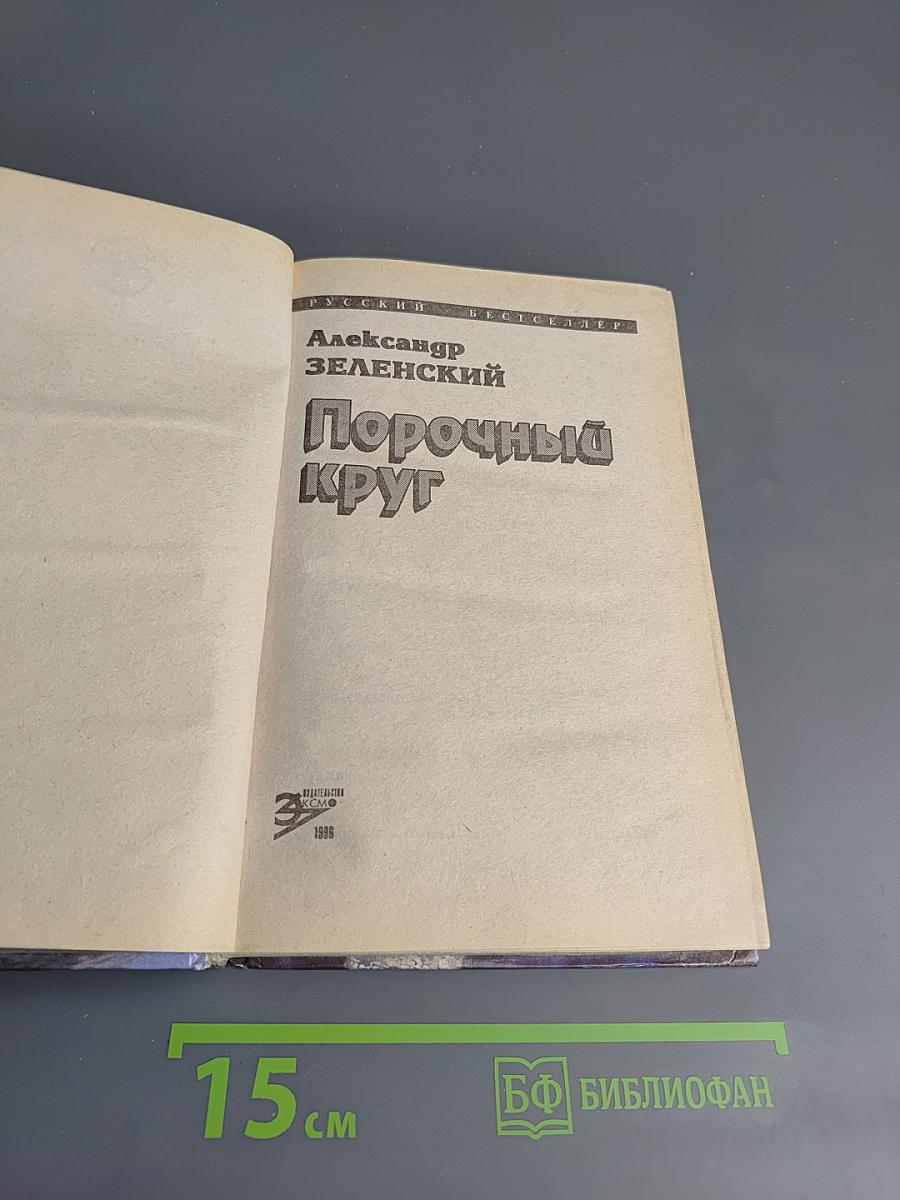 РУССКИЙ БЕСТСЕЛЛЕР
Александр
ЗЕЛЕНСКИЙ
Порочный
круг
ИЗДАТЕЛЬСТВО
ЭКСМО
1996
15 см
БФ БИБЛИОФАН